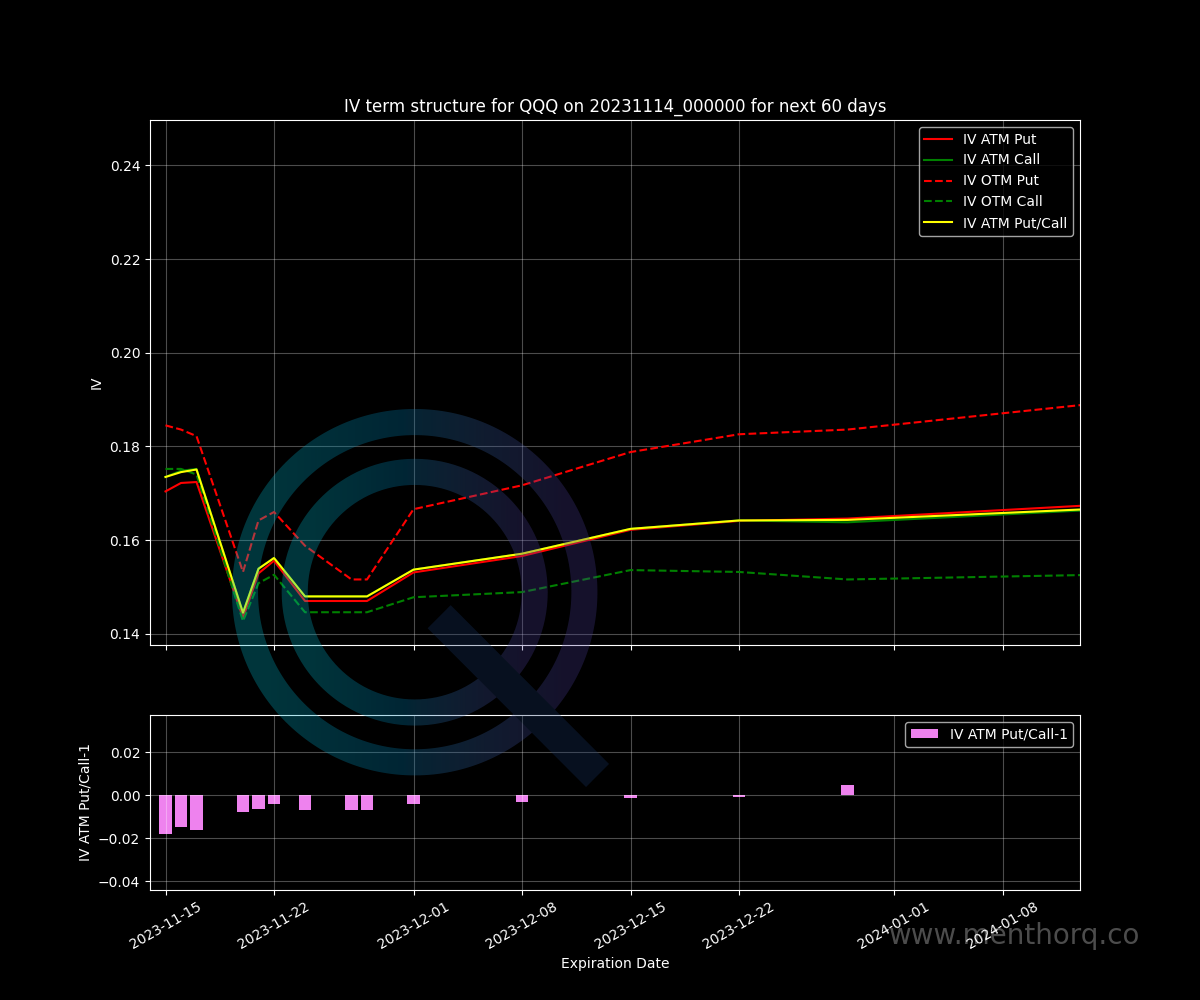 IV term structure for QQQ on 20231114_000000 for next 60 days
IV ATM Put
IV ATM Call
IV OTM Put
IV OTM Call
IV ATM Put/Call
0.24
0.22
0.20
0.18
0.16
0.14
IV
IV ATM Put/Call-1
0.02
0.00
−0.02
−0.04
IV ATM Put/Call-1
2023-11-15
2023-11-22
2023-12-01
2023-12-08
2023-12-15
2023-12-22
2024-01-01
2024-01-08
www.menthorq.co
Expiration Date